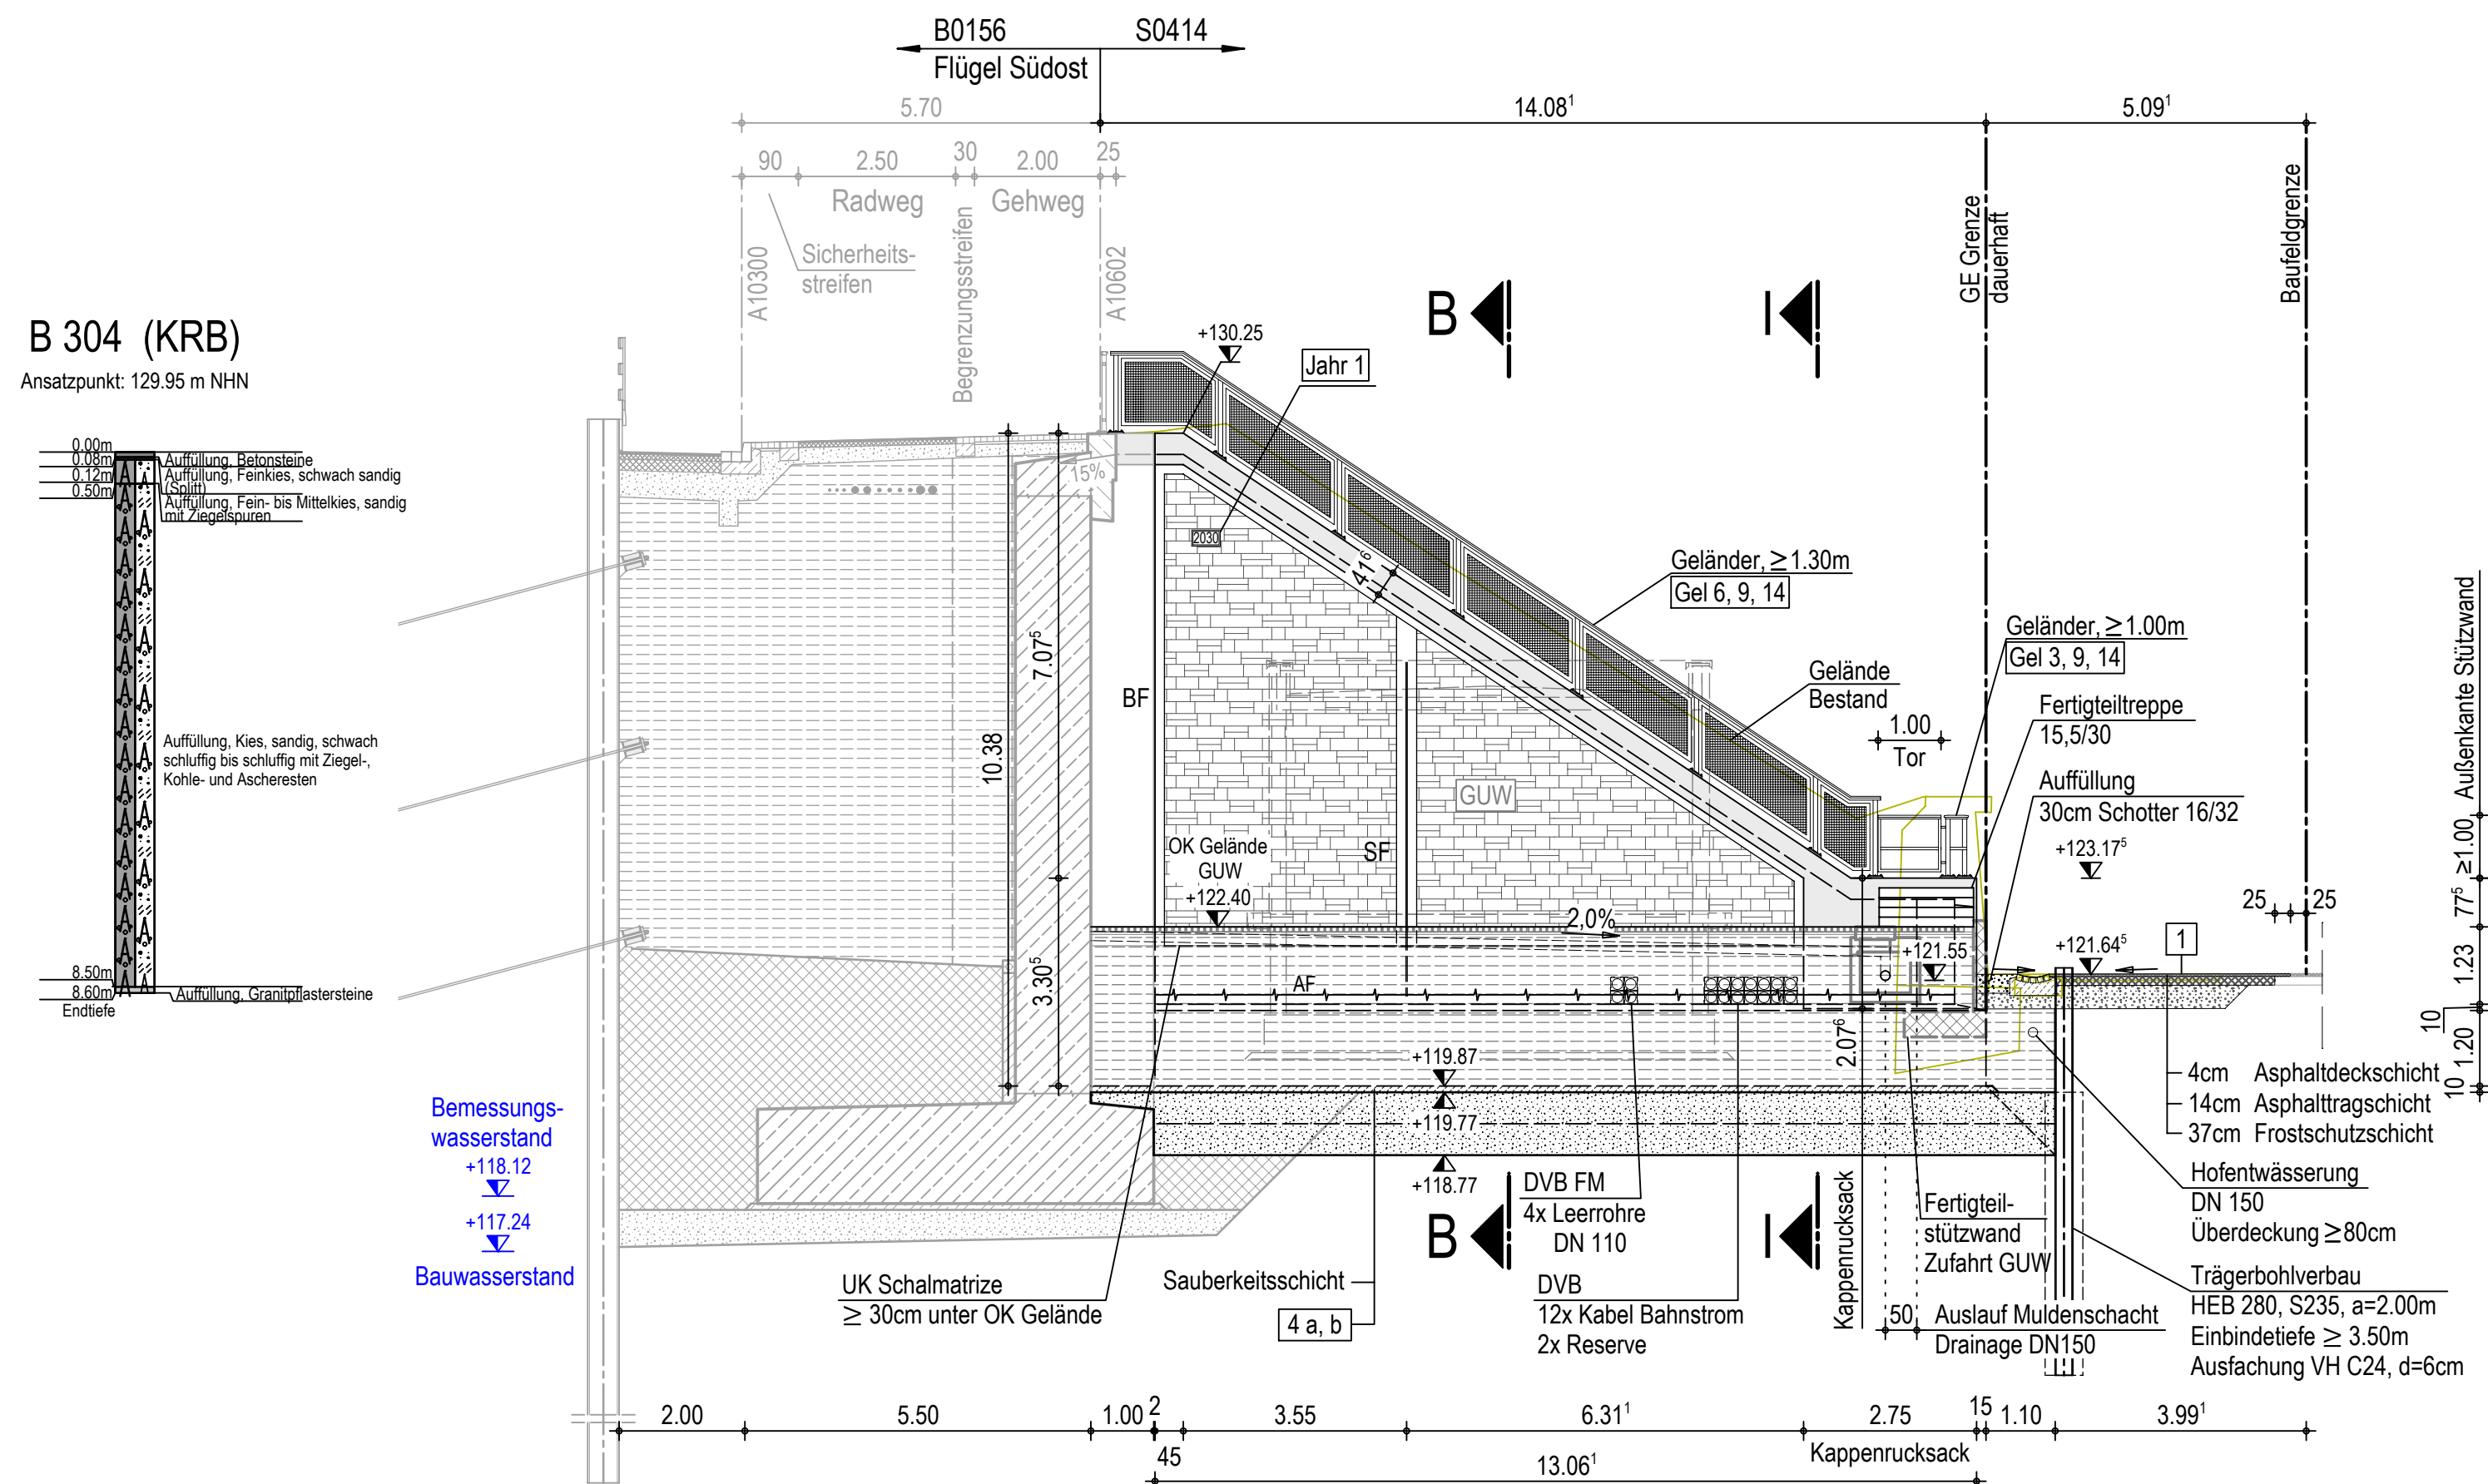 B0156
S0414
Flügel Südost
5.70
14.08¹
5.09¹
90
2.50
30
2.00
25
Radweg
Gehweg
Begrenzungsstreifen
Sicherheits-
streifen
A10300
A10602
GE Grenze
dauerhaft
Baufeldgrenze
B
I
B 304 (KRB)
Ansatzpunkt: 129.95 m NHN
0.00m
0.08m
0.12m
0.50m
Auffüllung, Betonsteine
Auffüllung, Feinkies, schwach sandig
(Splitt)
Auffüllung, Fein- bis Mittelkies, sandig
mit Ziegelspuren
Auffüllung, Kies, sandig, schwach
schluffig bis schluffig mit Ziegel-,
Kohle- und Ascheresten
8.50m
8.60m
Auffüllung, Granitpflastersteine
Endtiefe
+130.25
Jahr 1
15%
2030
41⁶
7.07⁵
10.38
3.30⁵
BF
SF
AF
GUW
OK Gelände
GUW
+122.40
2,0%
Geländer, ≥1.30m
Gel 6, 9, 14
Geländer, ≥1.00m
Gel 3, 9, 14
Gelände
Bestand
1.00
Tor
Fertigteiltreppe
15,5/30
Auffüllung
30cm Schotter 16/32
+123.17⁵
25
25
+121.64⁵
1
+121.55
Außenkante Stützwand
≥1.00
77⁵
1.23
10
1.20
10
2.07⁶
+119.87
+119.77
+118.77
4cm Asphaltdeckschicht
14cm Asphalttragschicht
37cm Frostschutzschicht
Bemessungs-
wasserstand
+118.12
+117.24
Bauwasserstand
UK Schalmatrize
≥ 30cm unter OK Gelände
Sauberkeitsschicht
4 a, b
B
I
DVB FM
4x Leerrohre
DN 110
DVB
12x Kabel Bahnstrom
2x Reserve
Kappenrucksack
Fertigteil-
stützwand
Zufahrt GUW
50
Auslauf Muldenschacht
Drainage DN150
Hofentwässerung
DN 150
Überdeckung ≥80cm
Trägerbohlverbau
HEB 280, S235, a=2.00m
Einbindetiefe ≥ 3.50m
Ausfachung VH C24, d=6cm
2.00
5.50
1.00
2
3.55
6.31¹
2.75
15
1.10
3.99¹
45
13.06¹
Kappenrucksack